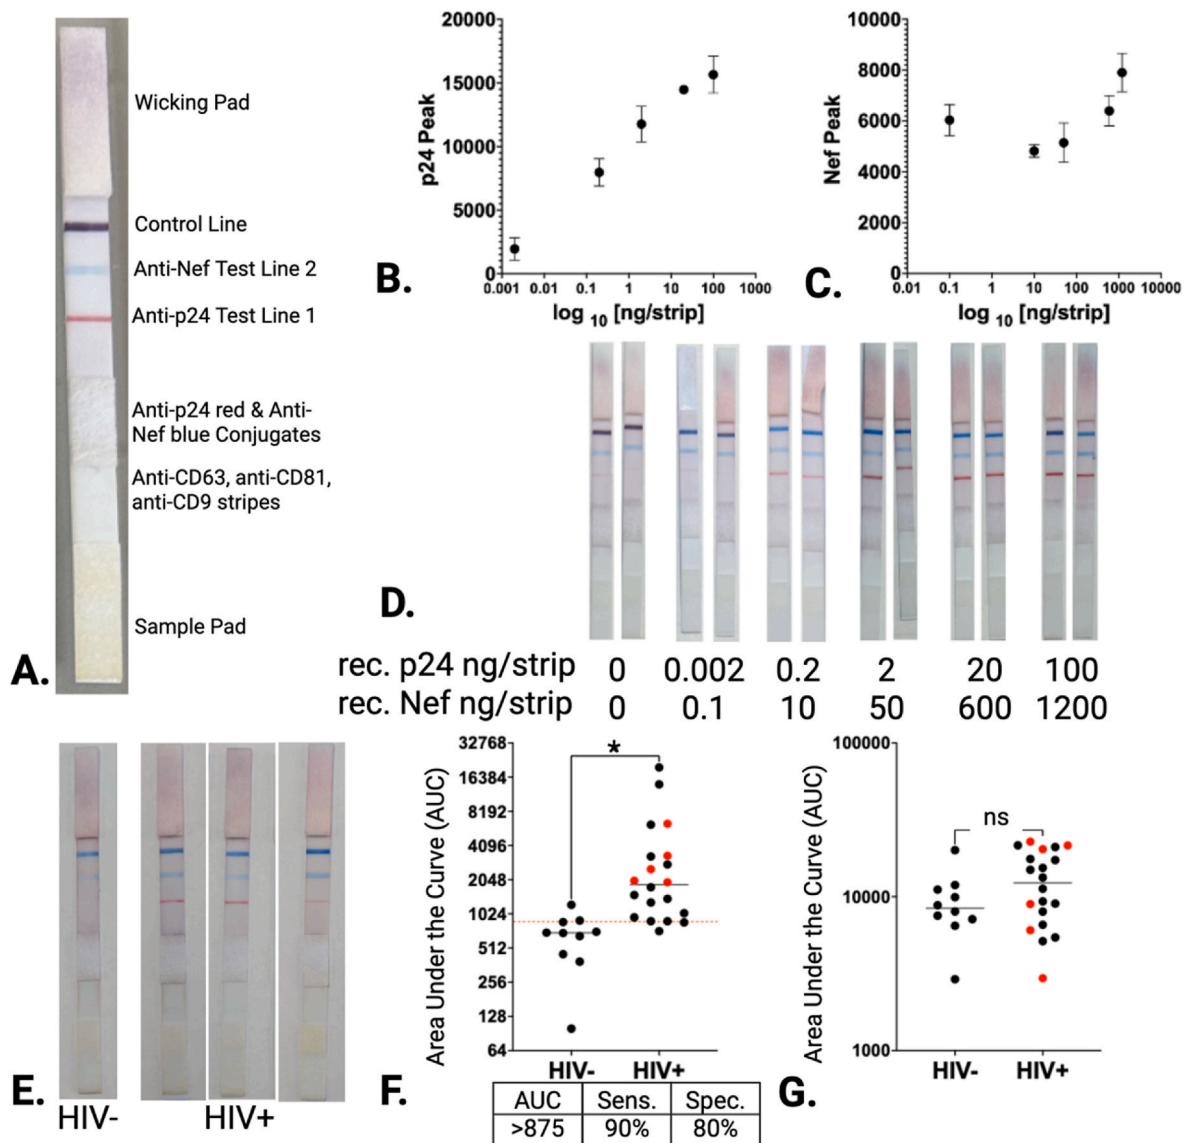 Wicking Pad
Control Line
Anti-Nef Test Line 2
Anti-p24 Test Line 1
Anti-p24 red & Anti-
Nef blue Conjugates
Anti-CD63, anti-CD81,
anti-CD9 stripes
Sample Pad
A.
20000
15000
10000
5000
0
p24 Peak
0.001 0.01 0.1 1 10 100 1000
log 10 [ng/strip]
B.
10000
8000
6000
4000
2000
0
Nef Peak
0.01 0.1 1 10 100 1000 10000
log 10 [ng/strip]
C.
D.
rec. p24 ng/strip 0 0.002 0.2 2 20 100
rec. Nef ng/strip 0 0.1 10 50 600 1200
E.
HIV- HIV+
32768
16384
8192
4096
2048
1024
512
256
128
64
Area Under the Curve (AUC)
*
HIV- HIV+
F.
AUC Sens. Spec.
>875 90% 80%
100000
10000
1000
Area Under the Curve (AUC)
ns
HIV- HIV+
G.